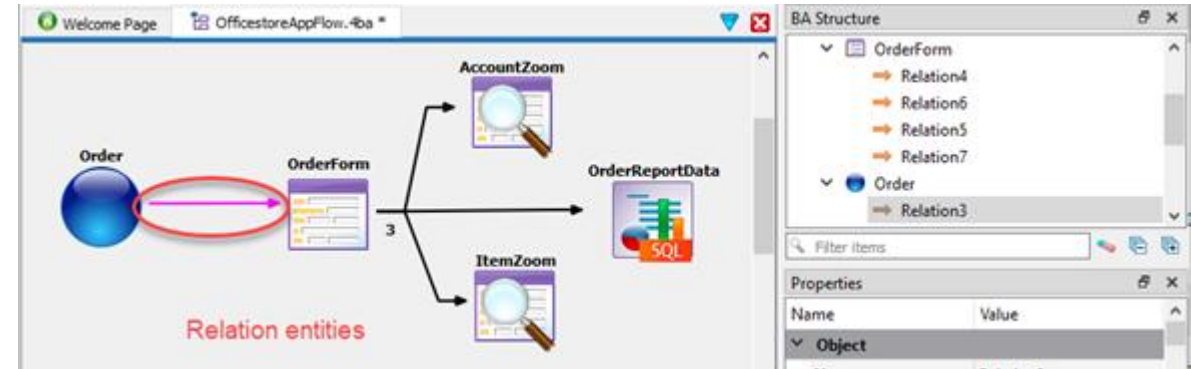 Welcome Page
OfficestoreAppFlow.4ba *
AccountZoom
Order
OrderForm
OrderReportData
3
SQL
ItemZoom
Relation entities
BA Structure
OrderForm
Relation4
Relation6
Relation5
Relation7
Order
Relation3
Filter items
Properties
Name Value
Object